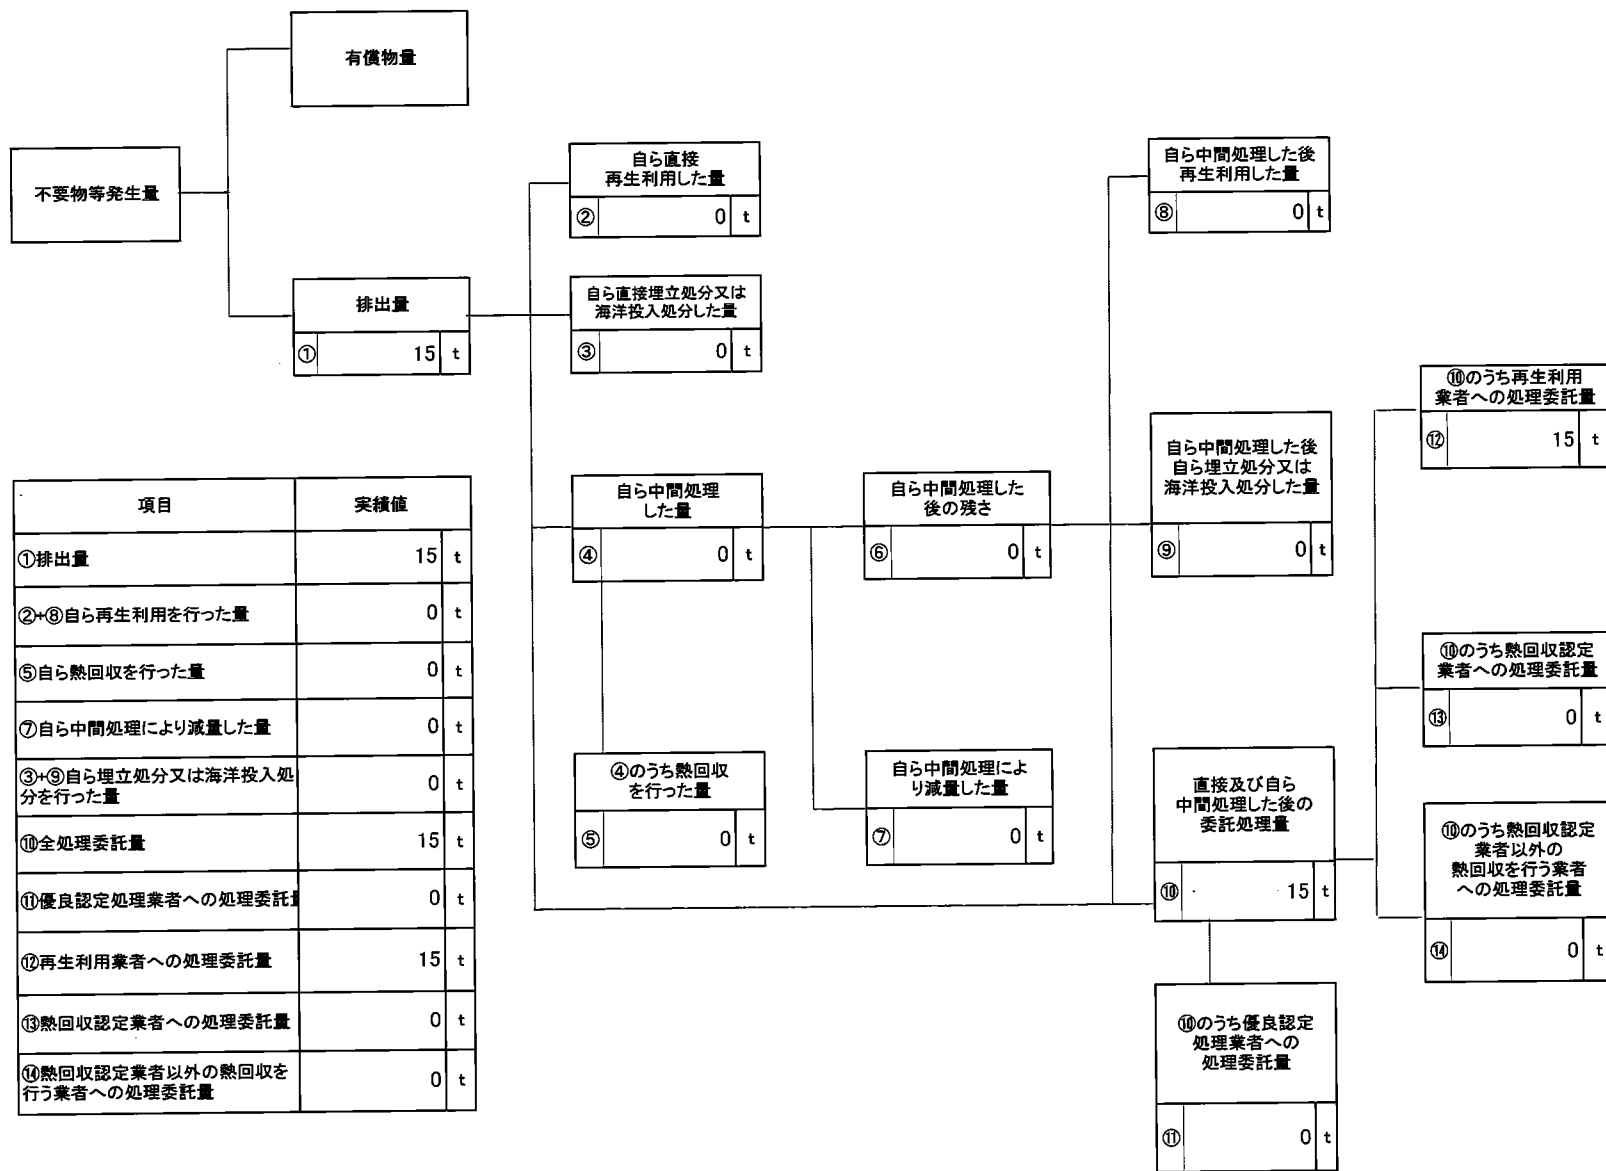 有償物量
不要物等発生量
排出量
① 15 t
自ら直接
再生利用した量
② 0 t
自ら直接埋立処分又は
海洋投入処分した量
③ 0 t
自ら中間処理
した量
④ 0 t
④のうち熱回収
を行った量
⑤ 0 t
自ら中間処理した
後の残さ
⑥ 0 t
自ら中間処理によ
り減量した量
⑦ 0 t
自ら中間処理した後
再生利用した量
⑧ 0 t
自ら中間処理した後
自ら埋立処分又は
海洋投入処分した量
⑨ 0 t
直接及び自ら
中間処理した後の
委託処理量
⑩ 15 t
⑩のうち優良認定
処理業者への
処理委託量
⑪ 0 t
⑩のうち再生利用
業者への処理委託量
⑫ 15 t
⑩のうち熱回収認定
業者への処理委託量
⑬ 0 t
⑩のうち熱回収認定
業者以外の
熱回収を行う業者
への処理委託量
⑭ 0 t
項目 実績値
①排出量 15 t
②+⑧自ら再生利用を行った量 0 t
⑤自ら熱回収を行った量 0 t
⑦自ら中間処理により減量した量 0 t
③+⑨自ら埋立処分又は海洋投入処
分を行った量 0 t
⑩全処理委託量 15 t
⑪優良認定処理業者への処理委託量 0 t
⑫再生利用業者への処理委託量 15 t
⑬熱回収認定業者への処理委託量 0 t
⑭熱回収認定業者以外の熱回収を
行う業者への処理委託量 0 t